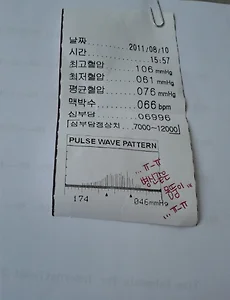 날짜 2011/08/10
시간 15:57
최고혈압 106 mmHg
최저혈압 061 mmHg
평균혈압 076 mmHg
맥박수 066 bpm
심부담 06996
[심부담정상치 7000~12000]
PULSE WAVE PATTERN
174 046mmHg
... ㅠ-ㅠ
... ㅠ-ㅠ